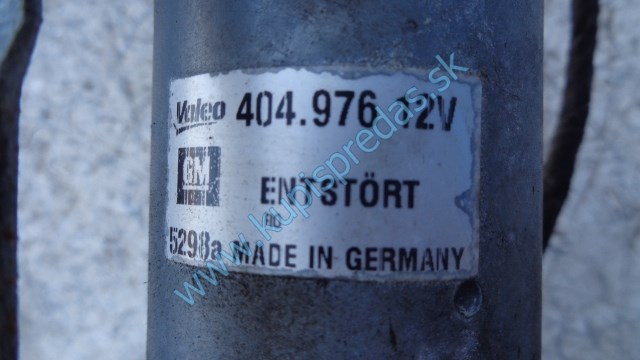 Valeo 404.976 12V
GM
ENTSTÖRT
5298a MADE IN GERMANY
www.kupispredas.sk